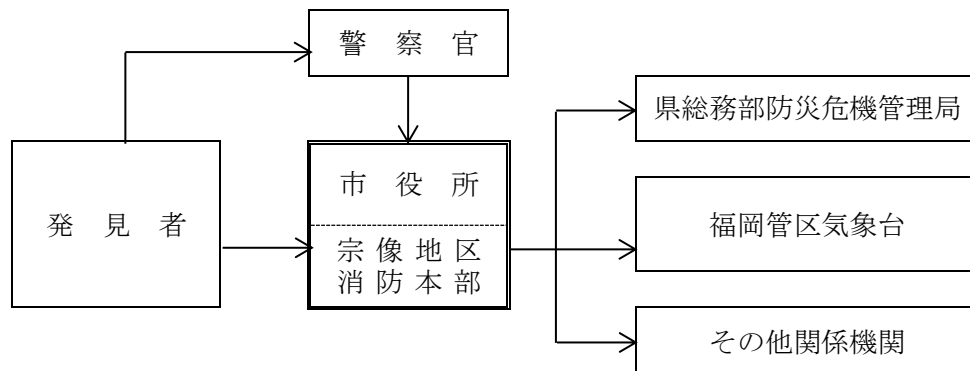 警察官
県総務部防災危機管理局
発見者
市役所
宗像地区
消防本部
福岡管区気象台
その他関係機関